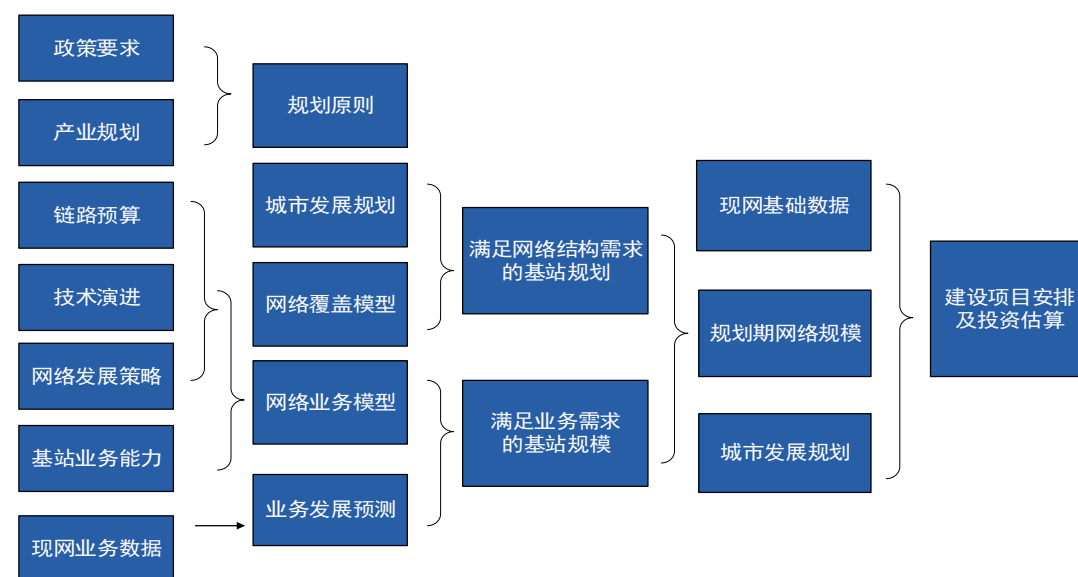 政策要求
产业规划
链路预算
技术演进
网络发展策略
基站业务能力
现网业务数据
规划原则
城市发展规划
网络覆盖模型
网络业务模型
业务发展预测
满足网络结构需求
的基站规划
满足业务需求
的基站规模
现网基础数据
规划期网络规模
城市发展规划
建设项目安排
及投资估算